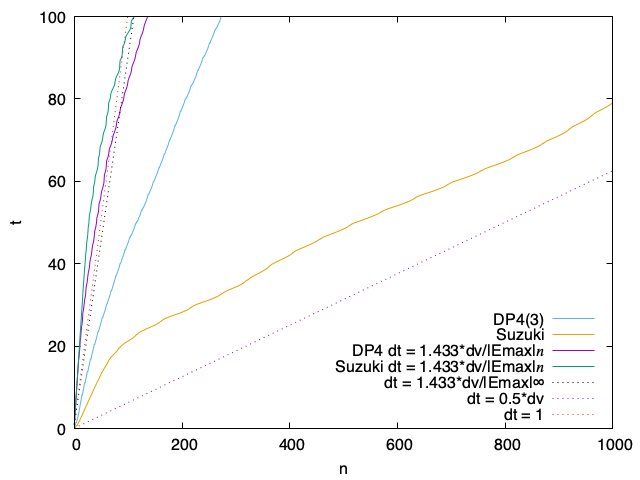 100
80
60
40
20
0
t
DP4(3)
Suzuki
DP4 dt = 1.433*dv/|Emax|n
Suzuki dt = 1.433*dv/|Emax|n
dt = 1.433*dv/|Emax|∞
dt = 0.5*dv
dt = 1
0 200 400 600 800 1000
n